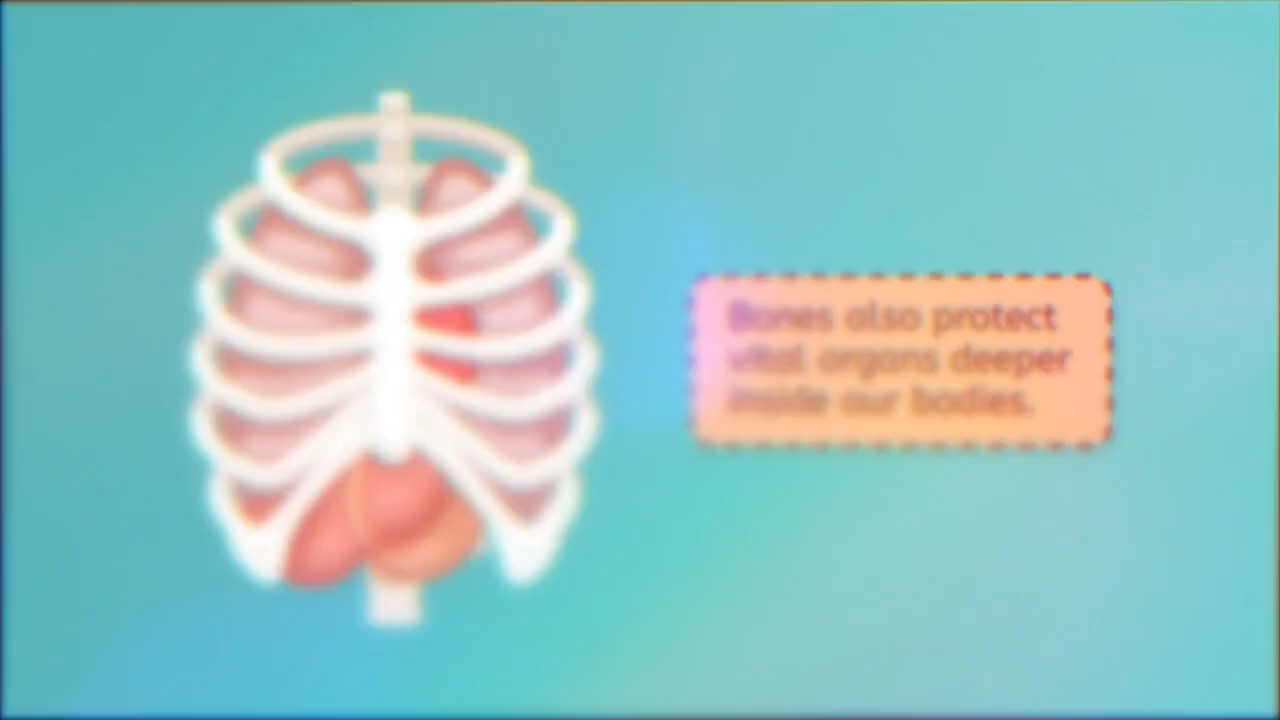 Bones also protect
vital organs deeper
inside our bodies.